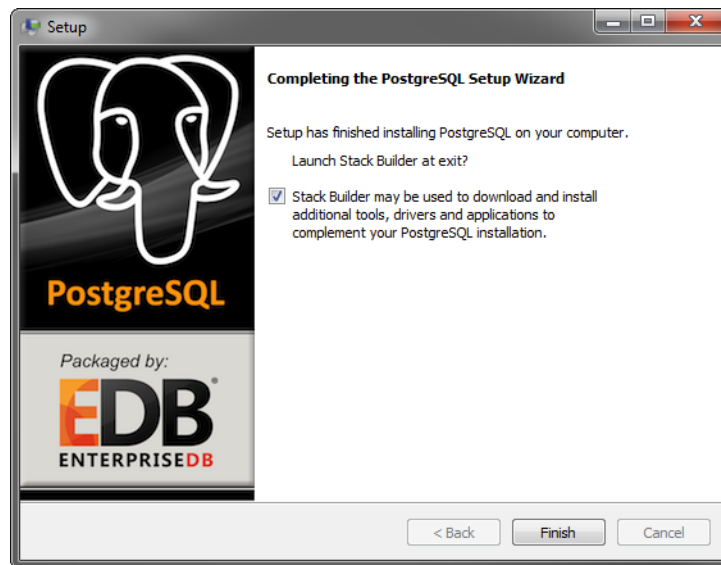 Setup
Completing the PostgreSQL Setup Wizard
Setup has finished installing PostgreSQL on your computer.
Launch Stack Builder at exit?
Stack Builder may be used to download and install
additional tools, drivers and applications to
complement your PostgreSQL installation.
PostgreSQL
Packaged by:
EDB
ENTERPRISEDB
< Back
Finish
Cancel